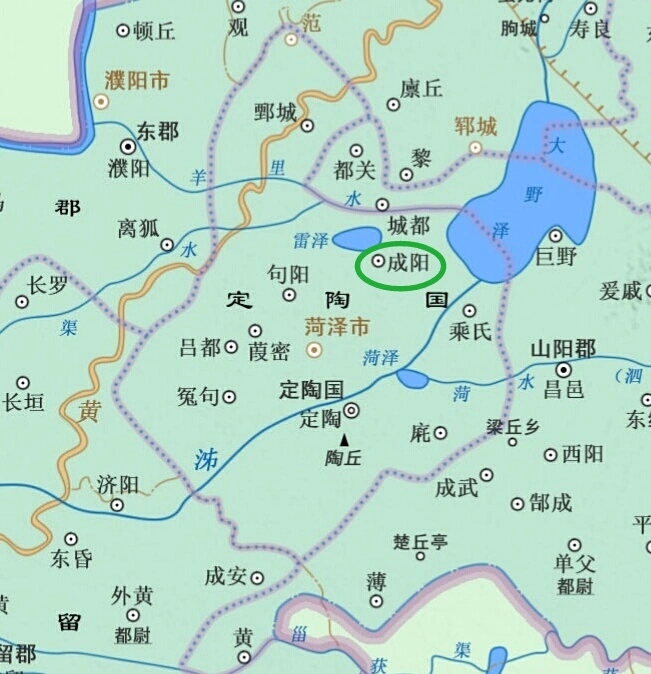 顿丘
观
范
朐城
寿良
濮阳市
廪丘
鄄城
郓城
大
东郡
濮阳
都关
黎
羊
里
水
野
郡
离狐
水
城都
泽
雷泽
成阳
巨野
长罗
句阳
定陶国
爰戚
渠
吕都
葭密
菏泽市
乘氏
山阳郡
菏泽
菏
水
(泗
昌邑
长垣
黄
冤句
定陶国
定陶
陶丘
泲
庛
梁丘乡
西阳
济阳
成武
郜成
东昏
楚丘亭
单父
都尉
成安
薄
外黄
都尉
留
黄
甾
留郡
获
渠